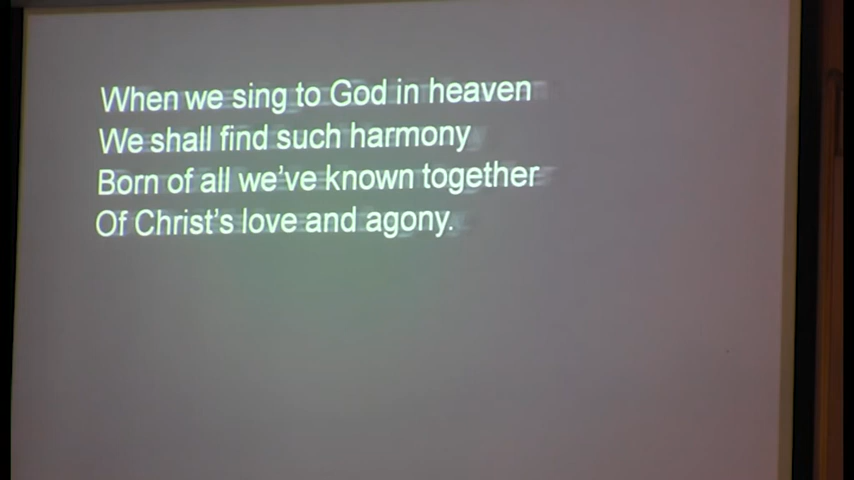 When we sing to God in heaven
We shall find such harmony
Born of all we've known together
Of Christ's love and agony.